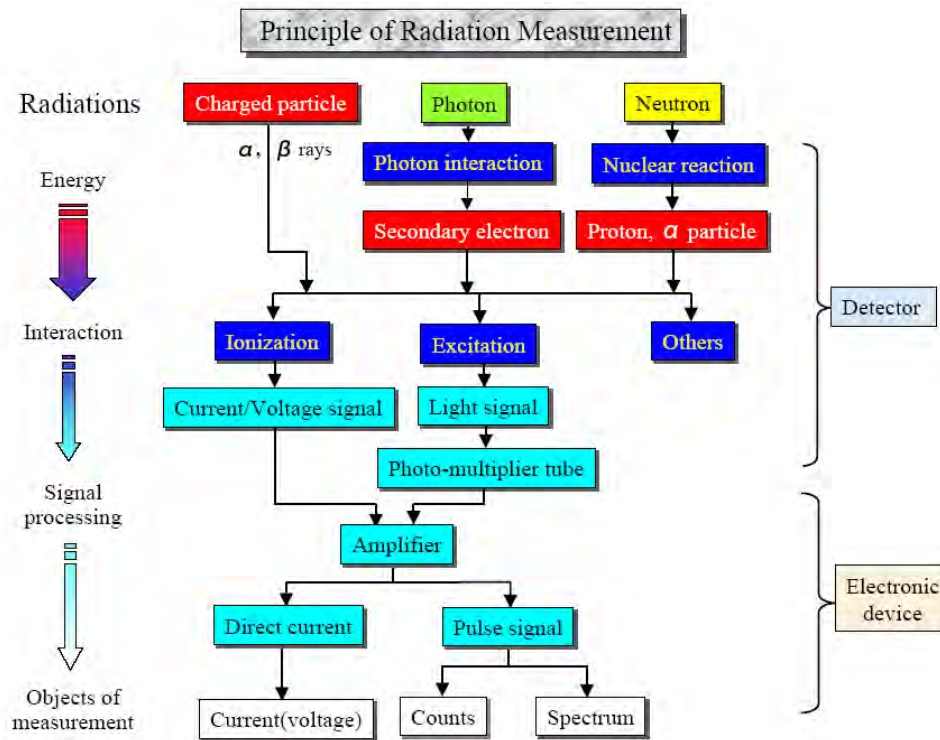 Principle of Radiation Measurement
Radiations
Charged particle
Photon
Neutron
α, β rays
Photon interaction
Nuclear reaction
Energy
Secondary electron
Proton, α particle
Detector
Interaction
Ionization
Excitation
Others
Current/Voltage signal
Light signal
Photo-multiplier tube
Signal
processing
Amplifier
Electronic
device
Direct current
Pulse signal
Objects of
measurement
Current(voltage)
Counts
Spectrum